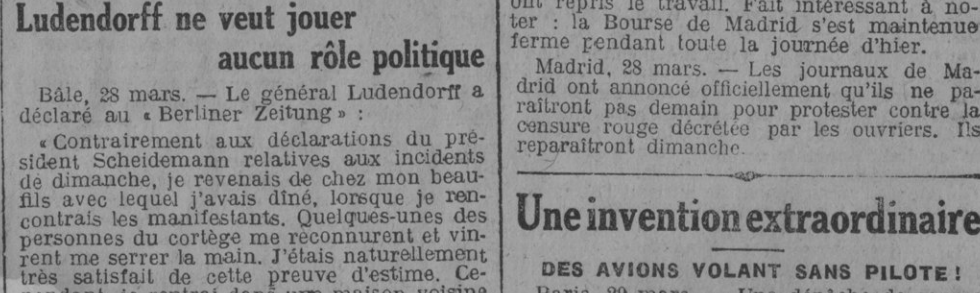 Ludendorff ne veut jouer
aucun rôle politique
Bâle, 28 mars. — Le général Ludendorff a
déclaré au « Berliner Zeitung » :
« Contrairement aux déclarations du pré-
sident Scheidemann relatives aux incidents
de dimanche, je revenais de chez mon beau-
fils avec lequel j'avais dîné, lorsque je ren-
contrais les manifestants. Quelques-unes des
personnes du cortège me reconnurent et vin-
rent me serrer la main. J'étais naturellement
très satisfait de cette preuve d'estime. Ce-
ont repris le travail. Fait intéressant à no-
ter : la Bourse de Madrid s'est maintenue
ferme pendant toute la journée d'hier.
Madrid, 28 mars. — Les journaux de Ma-
drid ont annoncé officiellement qu'ils ne pa-
raîtront pas demain pour protester contre la
censure rouge décrétée par les ouvriers. Ils
reparaîtront dimanche.
Une invention extraordinaire
DES AVIONS VOLANT SANS PILOTE !